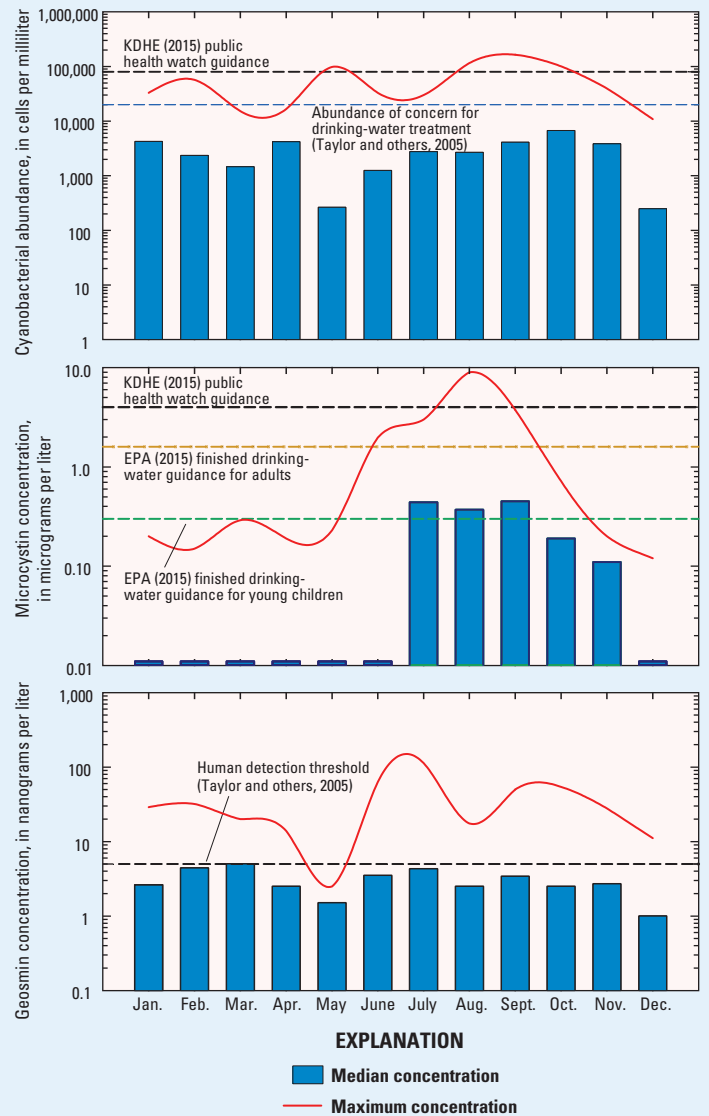 Cyanobacterial abundance, in cells per milliliter
1,000,000
100,000
10,000
1,000
100
10
1
KDHE (2015) public
health watch guidance
Abundance of concern for
drinking-water treatment
(Taylor and others, 2005)
Microcystin concentration,
in micrograms per liter
10.0
1.0
0.10
0.01
KDHE (2015) public
health watch guidance
EPA (2015) finished drinking-
water guidance for adults
EPA (2015) finished drinking-
water guidance for young children
Geosmin concentration, in nanograms per liter
1,000
100
10
1
0.1
Human detection threshold
(Taylor and others, 2005)
Jan. Feb. Mar. Apr. May June July Aug. Sept. Oct. Nov. Dec.
EXPLANATION
Median concentration
Maximum concentration